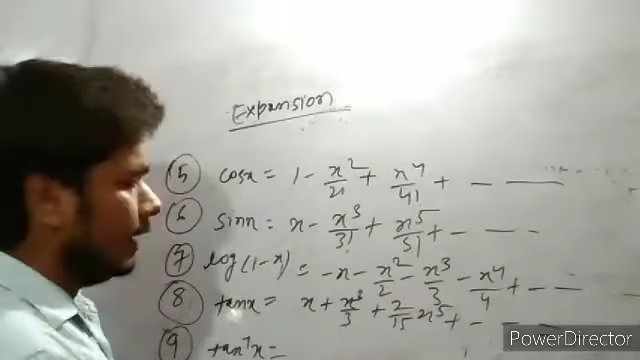 Expansion
⑤ cosx = 1 - x²/2! + x⁴/4! + - —
⑥ sinx = x - x³/3! + x⁵/5! + - - -
⑦ log(1-x) = -x - x²/2 - x³/3 - x⁴/4 + - -
⑧ tanx = x + x³/3 + 2/15 x⁵ + - -
⑨ tan⁻¹x =
PowerDirector